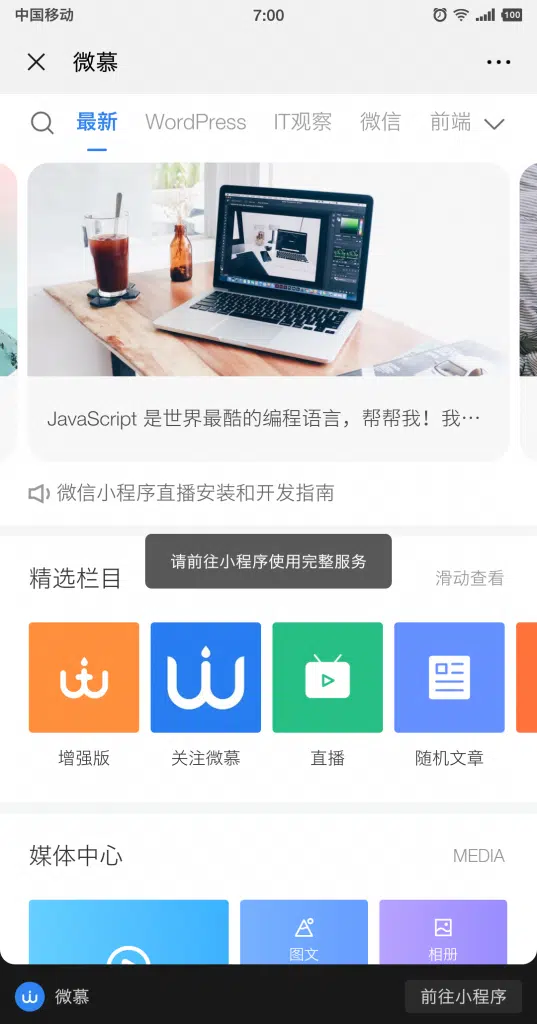 中国移动 7:00 100
微慕
最新 WordPress IT观察 微信 前端
JavaScript 是世界最酷的编程语言，帮帮我！我…
微信小程序直播安装和开发指南
请前往小程序使用完整服务
精选栏目 滑动查看
增强版 关注微慕 直播 随机文章
媒体中心 MEDIA
图文 相册
微慕 前往小程序